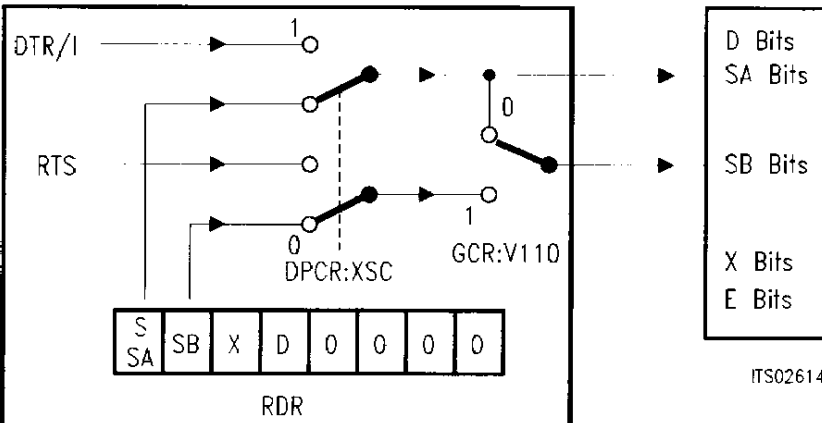 DTR/I
1
D Bits
SA Bits
0
RTS
SB Bits
1
0
GCR:V110
DPCR:XSC
X Bits
E Bits
S SA SB X D 0 0 0 0
ITS02614
RDR